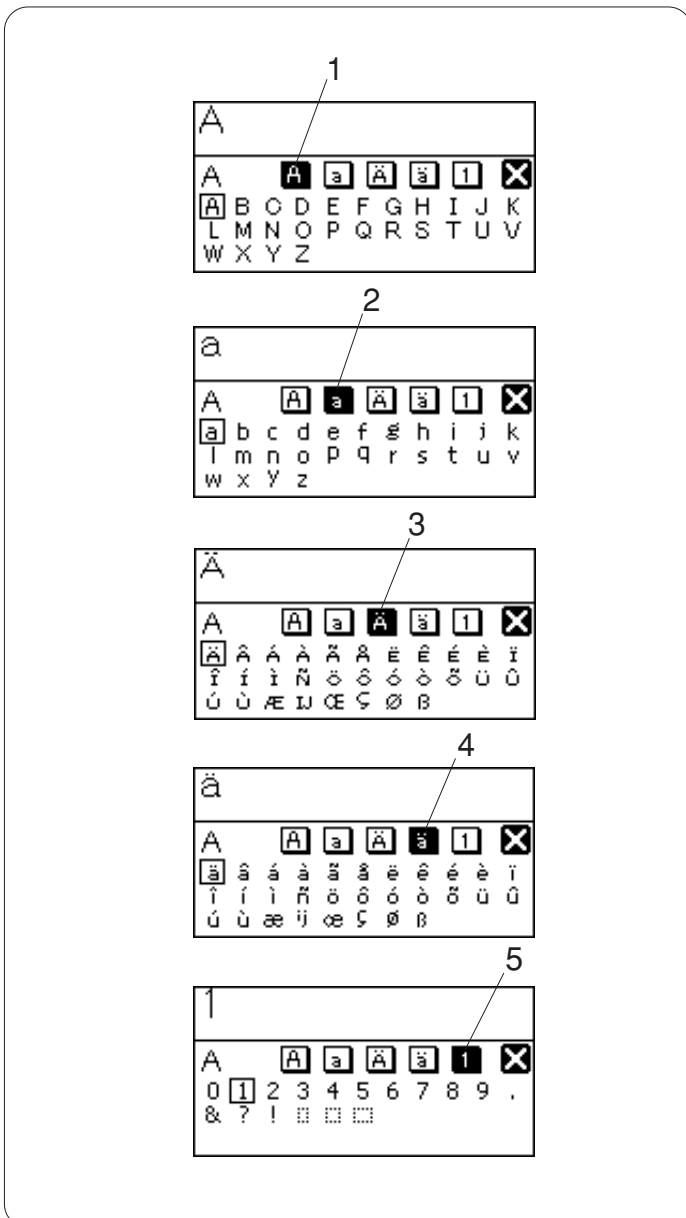 1
A
A A a Ä ä 1 X
A B C D E F G H I J K
L M N O P Q R S T U V
W X Y Z
2
a
A A a Ä ä 1 X
a b c d e f g h i j k
l m n o p q r s t u v
w x y z
3
Ä
A A a Ä ä 1 X
Ä Â Á À Ã Å Ë Ê É È Ï
Î Í Ì Ñ Ö Ô Ó Ò Õ Ü Û
Ú Ù Æ IJ Œ Ç Ø ß
4
ä
A A a Ä ä 1 X
ä â á à ã å ë ê é è ï
î í ì ñ ö ô ó ò õ ü û
ú ù æ ij œ ç ø ß
5
1
A A a Ä ä 1 X
0 1 2 3 4 5 6 7 8 9 .
& ? !